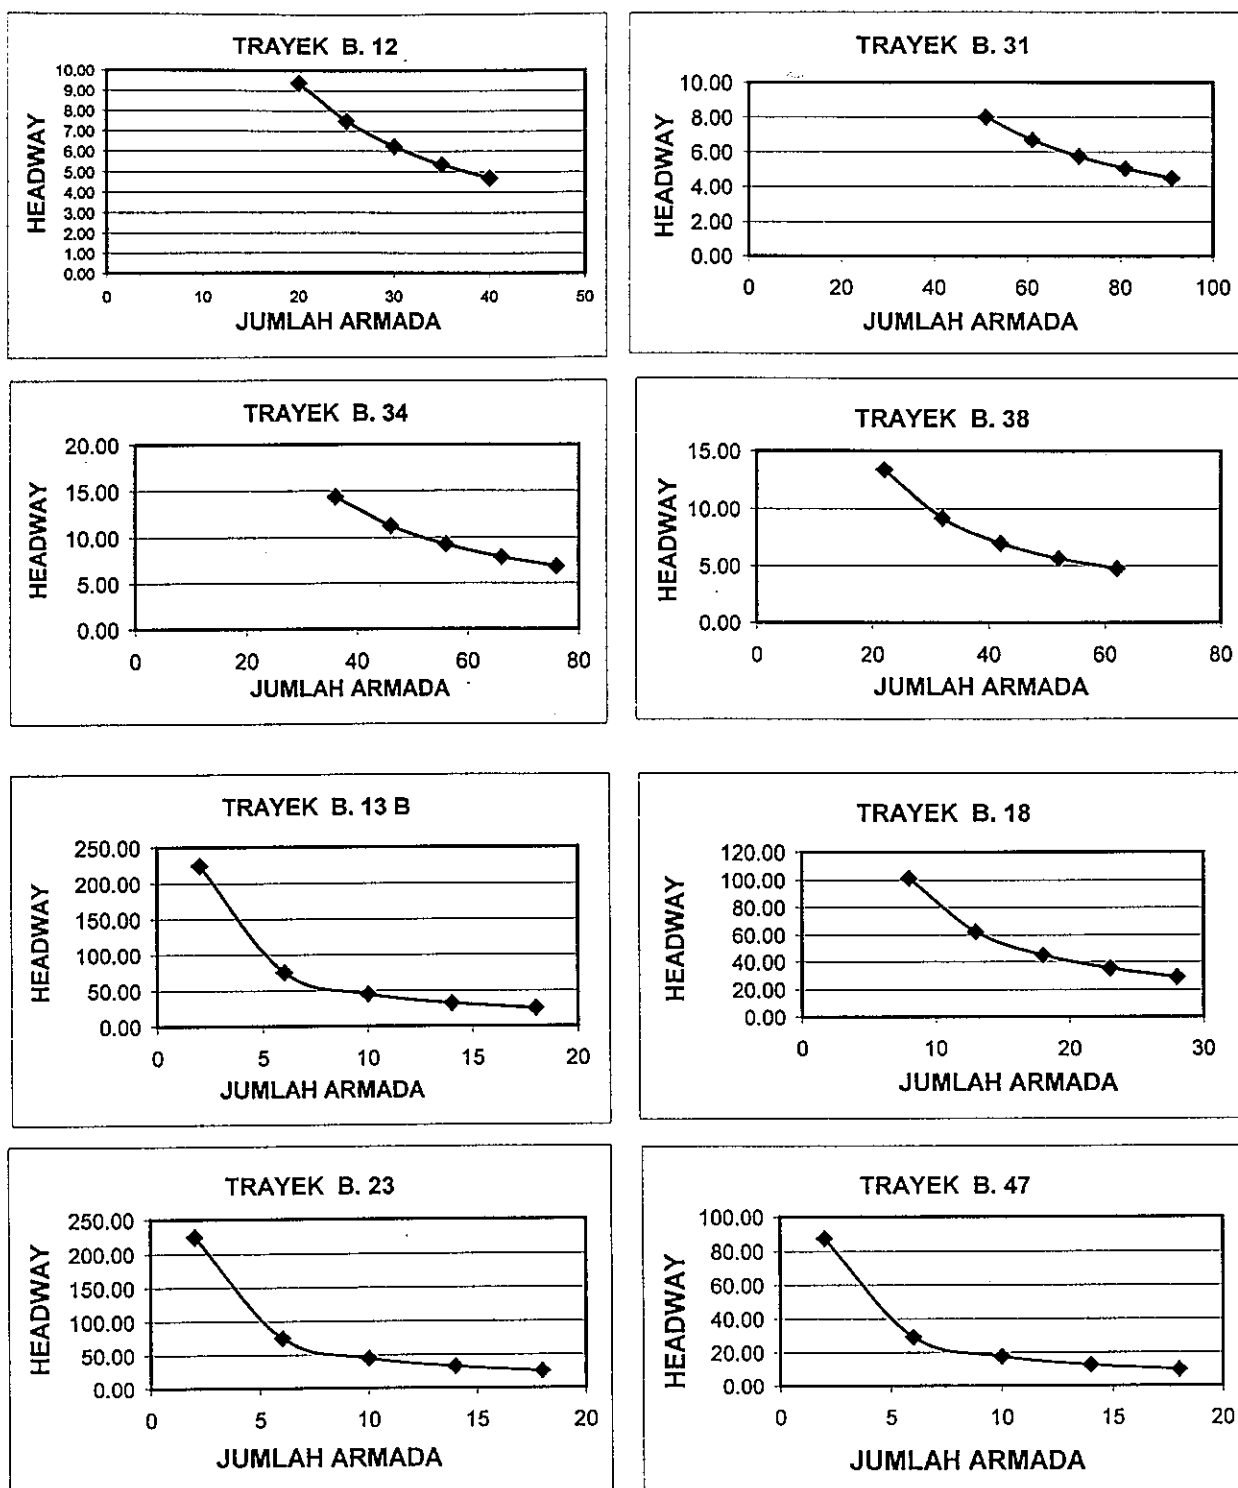 TRAYEK B. 12
10.00
9.00
8.00
7.00
6.00
5.00
4.00
3.00
2.00
1.00
0.00
HEADWAY
0 10 20 30 40 50
JUMLAH ARMADA
TRAYEK B. 31
10.00
8.00
6.00
4.00
2.00
0.00
HEADWAY
0 20 40 60 80 100
JUMLAH ARMADA
TRAYEK B. 34
20.00
15.00
10.00
5.00
0.00
HEADWAY
0 20 40 60 80
JUMLAH ARMADA
TRAYEK B. 38
15.00
10.00
5.00
0.00
HEADWAY
0 20 40 60 80
JUMLAH ARMADA
TRAYEK B. 13 B
250.00
200.00
150.00
100.00
50.00
0.00
HEADWAY
0 5 10 15 20
JUMLAH ARMADA
TRAYEK B. 18
120.00
100.00
80.00
60.00
40.00
20.00
0.00
HEADWAY
0 10 20 30
JUMLAH ARMADA
TRAYEK B. 23
250.00
200.00
150.00
100.00
50.00
0.00
HEADWAY
0 5 10 15 20
JUMLAH ARMADA
TRAYEK B. 47
100.00
80.00
60.00
40.00
20.00
0.00
HEADWAY
0 5 10 15 20
JUMLAH ARMADA